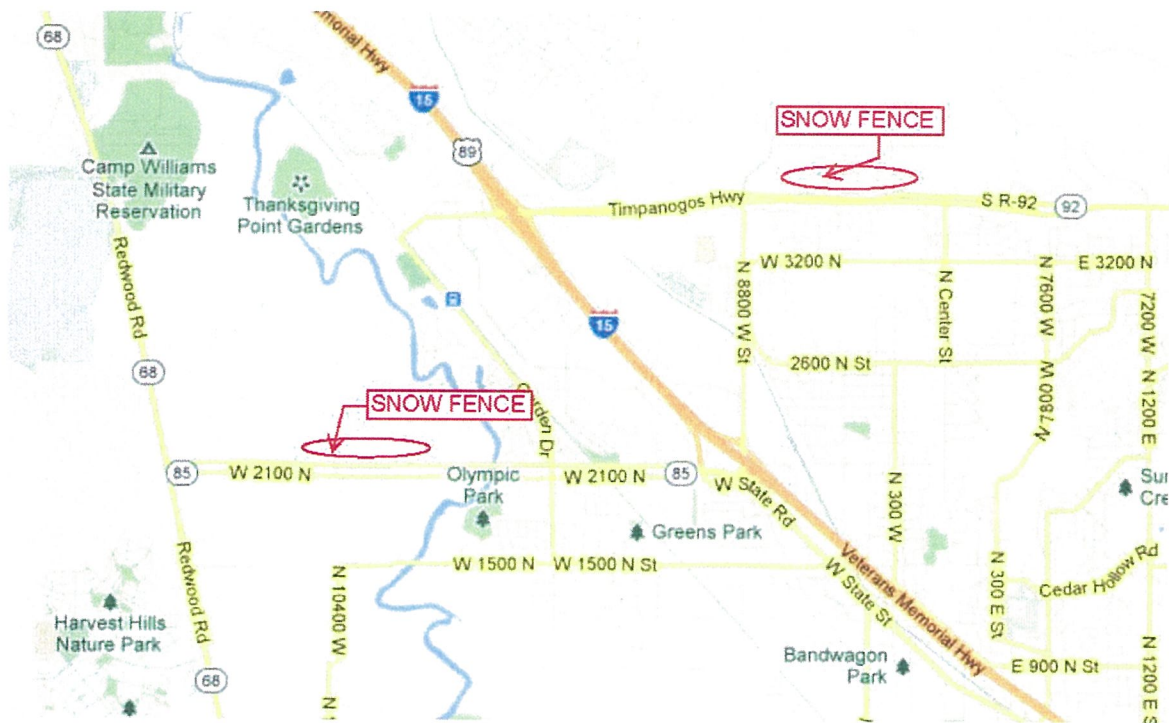 68
emorial Hwy
15
89
SNOW FENCE
Camp Williams
State Military
Reservation
Thanksgiving
Point Gardens
Timpanogos Hwy
S R-92
92
Redwood Rd
W 3200 N
E 3200 N
N 8800 W St
N Center St
N 7600 W
7200 W
15
2600 N St
68
N 7800 W
N 1200 E
SNOW FENCE
Garden Dr
85
W 2100 N
Olympic
Park
W 2100 N
85
W State Rd
N 300 W
Sun
Cre
Greens Park
Redwood Rd
W 1500 N
W 1500 N St
Veterans Memorial Hwy
W State St
N 300 E St
Cedar Hollow Rd
N 10400 W
Harvest Hills
Nature Park
Bandwagon
Park
E 900 N St
N 1200 E S
68
N 1